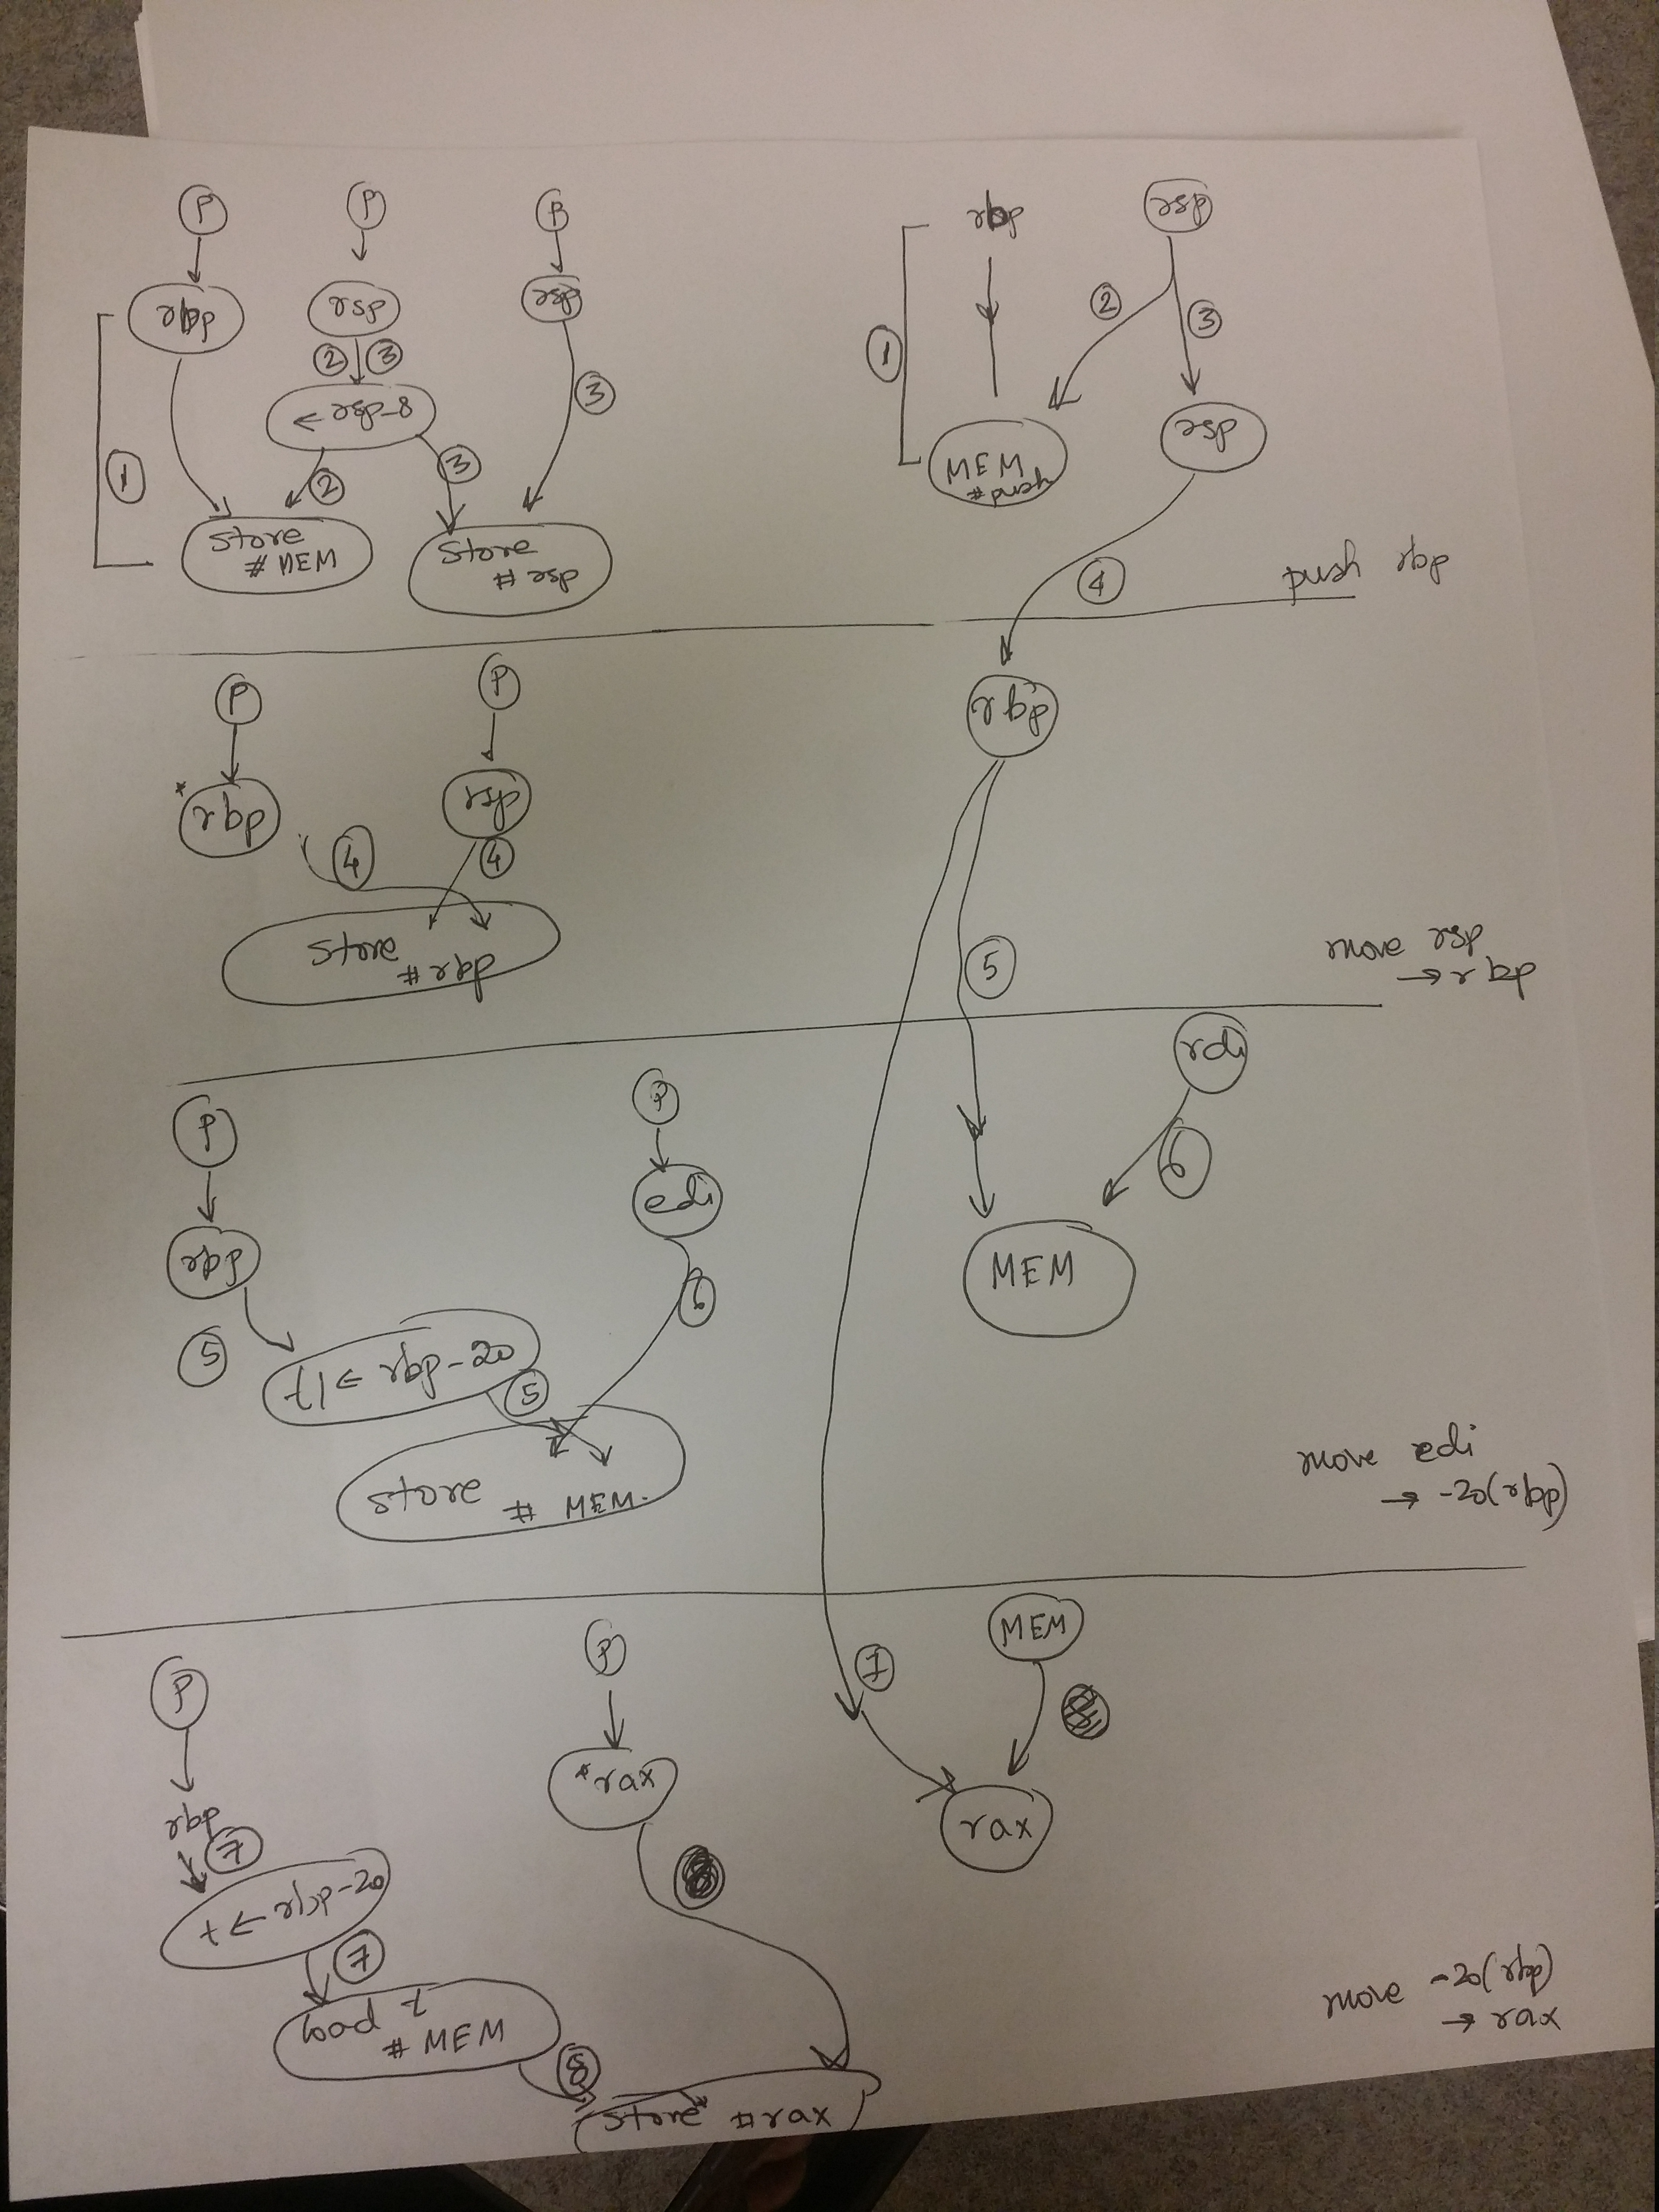 P P P rbp rsp
rbp rsp rsp
② ③ ② ③
← rsp-8 ③
① ② ③ ① rsp
MEM
# push
store
# MEM
store
# rsp
④
push rbp
P P
rbp
* rbp rsp
④ ④
store
# rbp
⑤
move rsp
→ rbp
P P rdi
edi ⑥
rbp
⑤ ⑥ MEM
t1 ← rbp-20
⑤
store # MEM.
move edi
→ -20(rbp)
P P MEM
*rax
rbp
⑦ rax
t ← rbp-20
⑦
load t
# MEM
⑧
store # rax
move -20(rbp)
→ rax